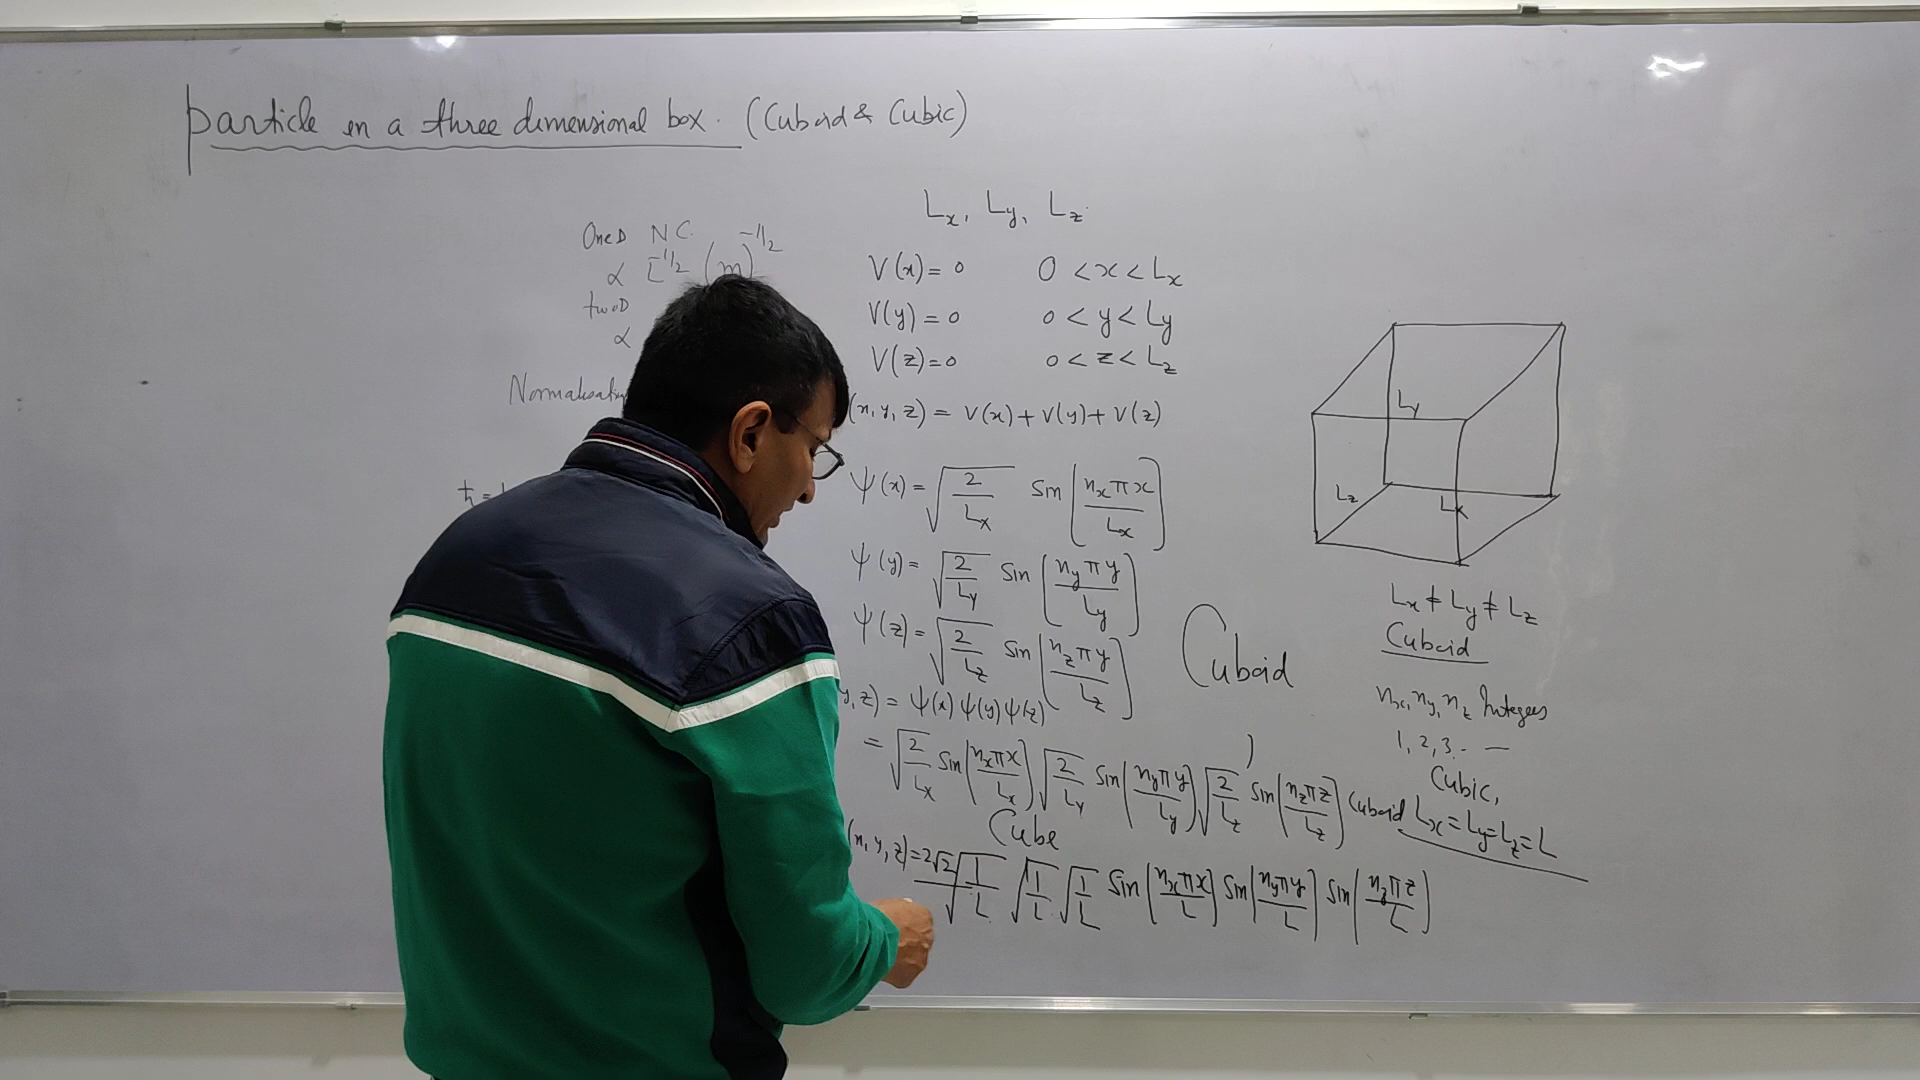 Particle in a three dimensional box. (Cuboid & Cubic)
One D N.C.
∝ L^-1/2 (m)^-1/2
two D
∝
Normalisation
ħ =
Lx, Ly, Lz
V(x) = 0 0 < x < Lx
V(y) = 0 0 < y < Ly
V(z) = 0 0 < z < Lz
(x, y, z) = V(x) + V(y) + V(z)
Ψ(x) = √(2/Lx) Sin(nxπx/Lx)
Ψ(y) = √(2/Ly) Sin(nyπy/Ly)
Ψ(z) = √(2/Lz) Sin(nzπy/Lz)
Cuboid
y, z) = Ψ(x) Ψ(y) Ψ(z)
= √(2/Lx) Sin(nxπx/Lx) √(2/Ly) Sin(nyπy/Ly) √(2/Lz) Sin(nzπz/Lz) Cuboid
Cube
(x, y, z) = 2√2 √(1/L) √(1/L) √(1/L) Sin(nxπx/L) Sin(nyπy/L) Sin(nzπz/L)
Ly
Lz
Lx
Lx ≠ Ly ≠ Lz
Cuboid
nx, ny, nz Integers
1, 2, 3 - —
Cubic,
Lx = Ly = Lz = L